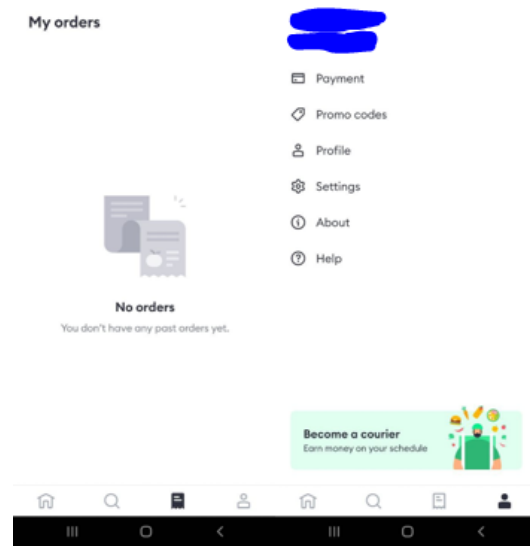 My orders
No orders
You don't have any past orders yet.
Payment
Promo codes
Profile
Settings
About
Help
Become a courier
Earn money on your schedule